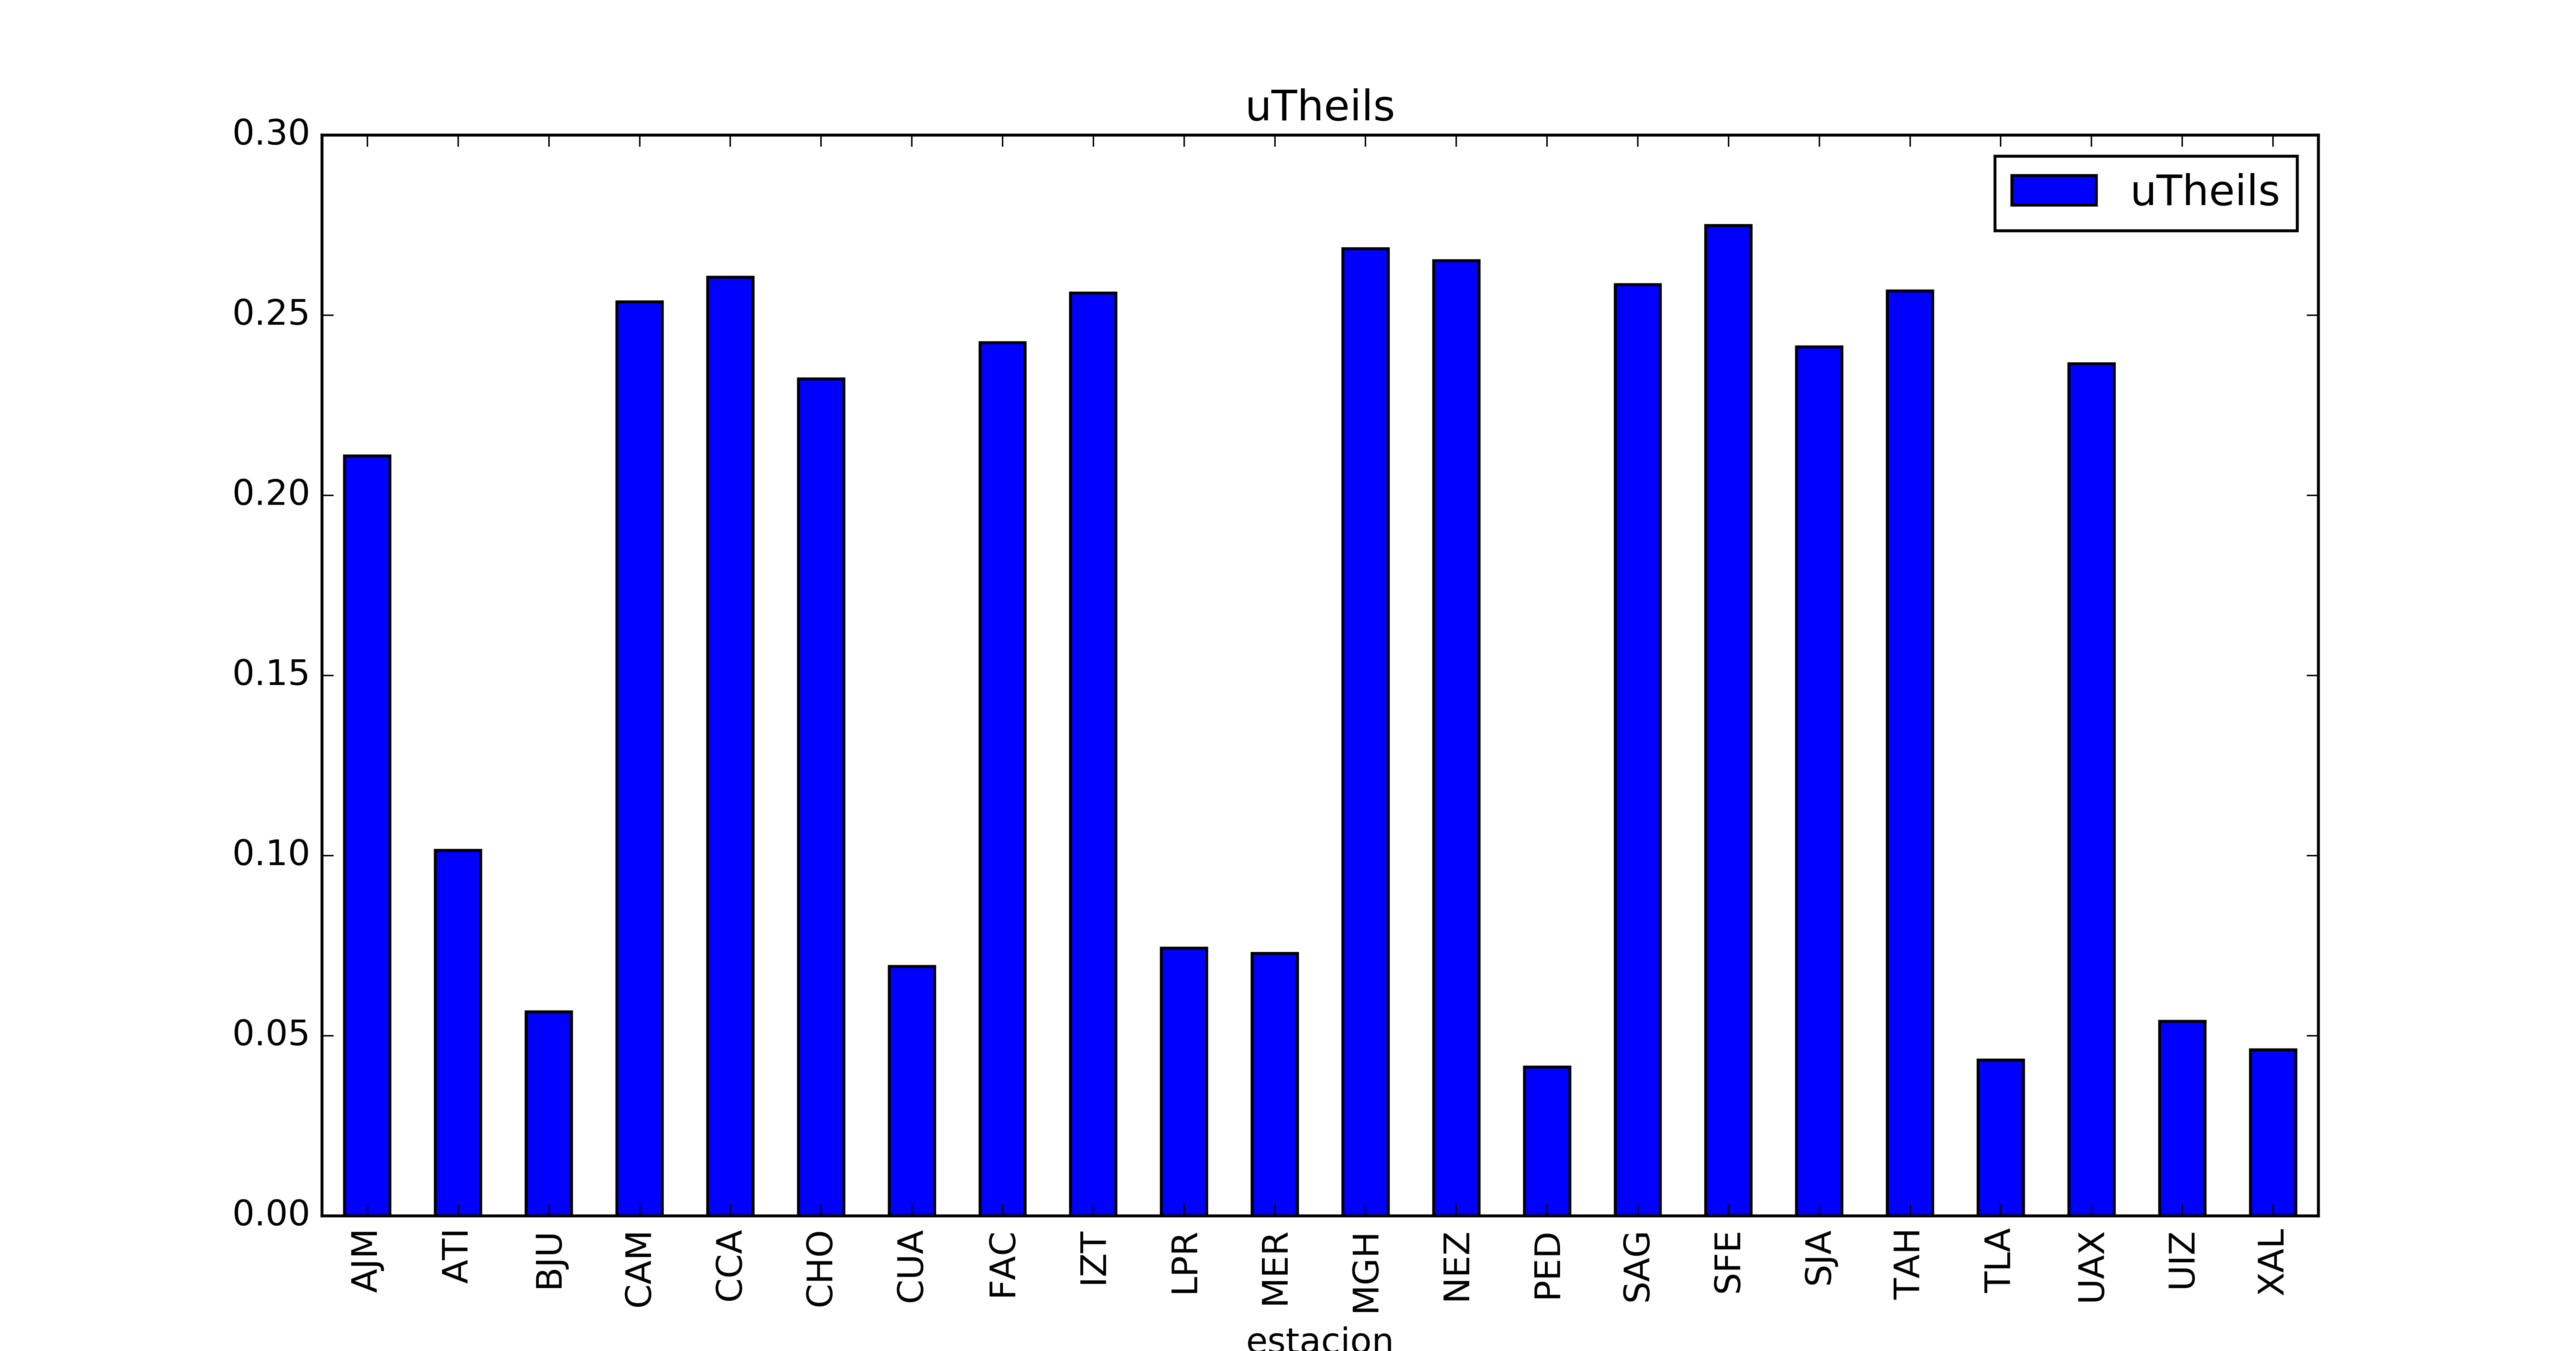 uTheils
uTheils
0.30
0.25
0.20
0.15
0.10
0.05
0.00
AJM
ATI
BJU
CAM
CCA
CHO
CUA
FAC
IZT
LPR
MER
MGH
NEZ
PED
SAG
SFE
SJA
TAH
TLA
UAX
UIZ
XAL
estacion